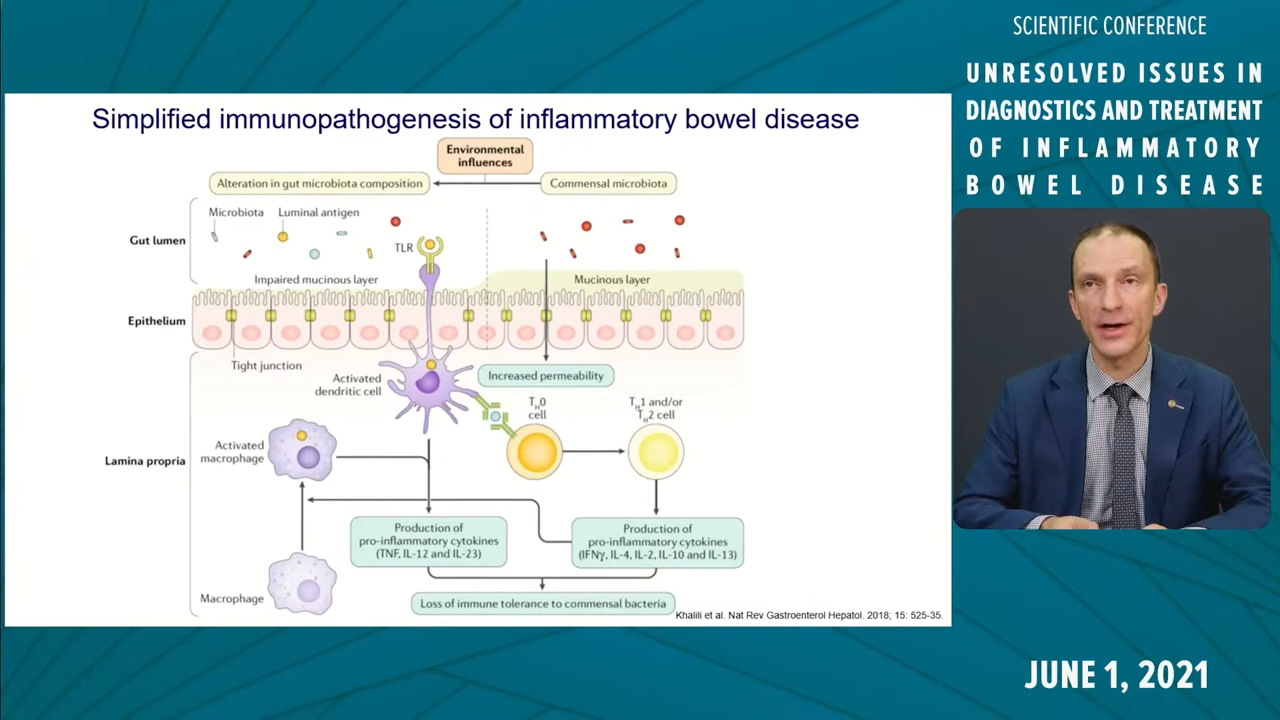 SCIENTIFIC CONFERENCE
UNRESOLVED ISSUES IN
DIAGNOSTICS AND TREATMENT
OF INFLAMMATORY
BOWEL DISEASE
Simplified immunopathogenesis of inflammatory bowel disease
Environmental
influences
Alteration in gut microbiota composition
Commensal microbiota
Microbiota
Luminal antigen
Gut lumen
TLR
Impaired mucinous layer
Mucinous layer
Epithelium
Tight junction
Increased permeability
Activated
dendritic cell
TH0
cell
TH1 and/or
TH2 cell
Activated
macrophage
Lamina propria
Production of
pro-inflammatory cytokines
(TNF, IL-12 and IL-23)
Production of
pro-inflammatory cytokines
(IFNγ, IL-4, IL-2, IL-10 and IL-13)
Macrophage
Loss of immune tolerance to commensal bacteria
Khalili et al. Nat Rev Gastroenterol Hepatol. 2018; 15: 525-35.
JUNE 1, 2021